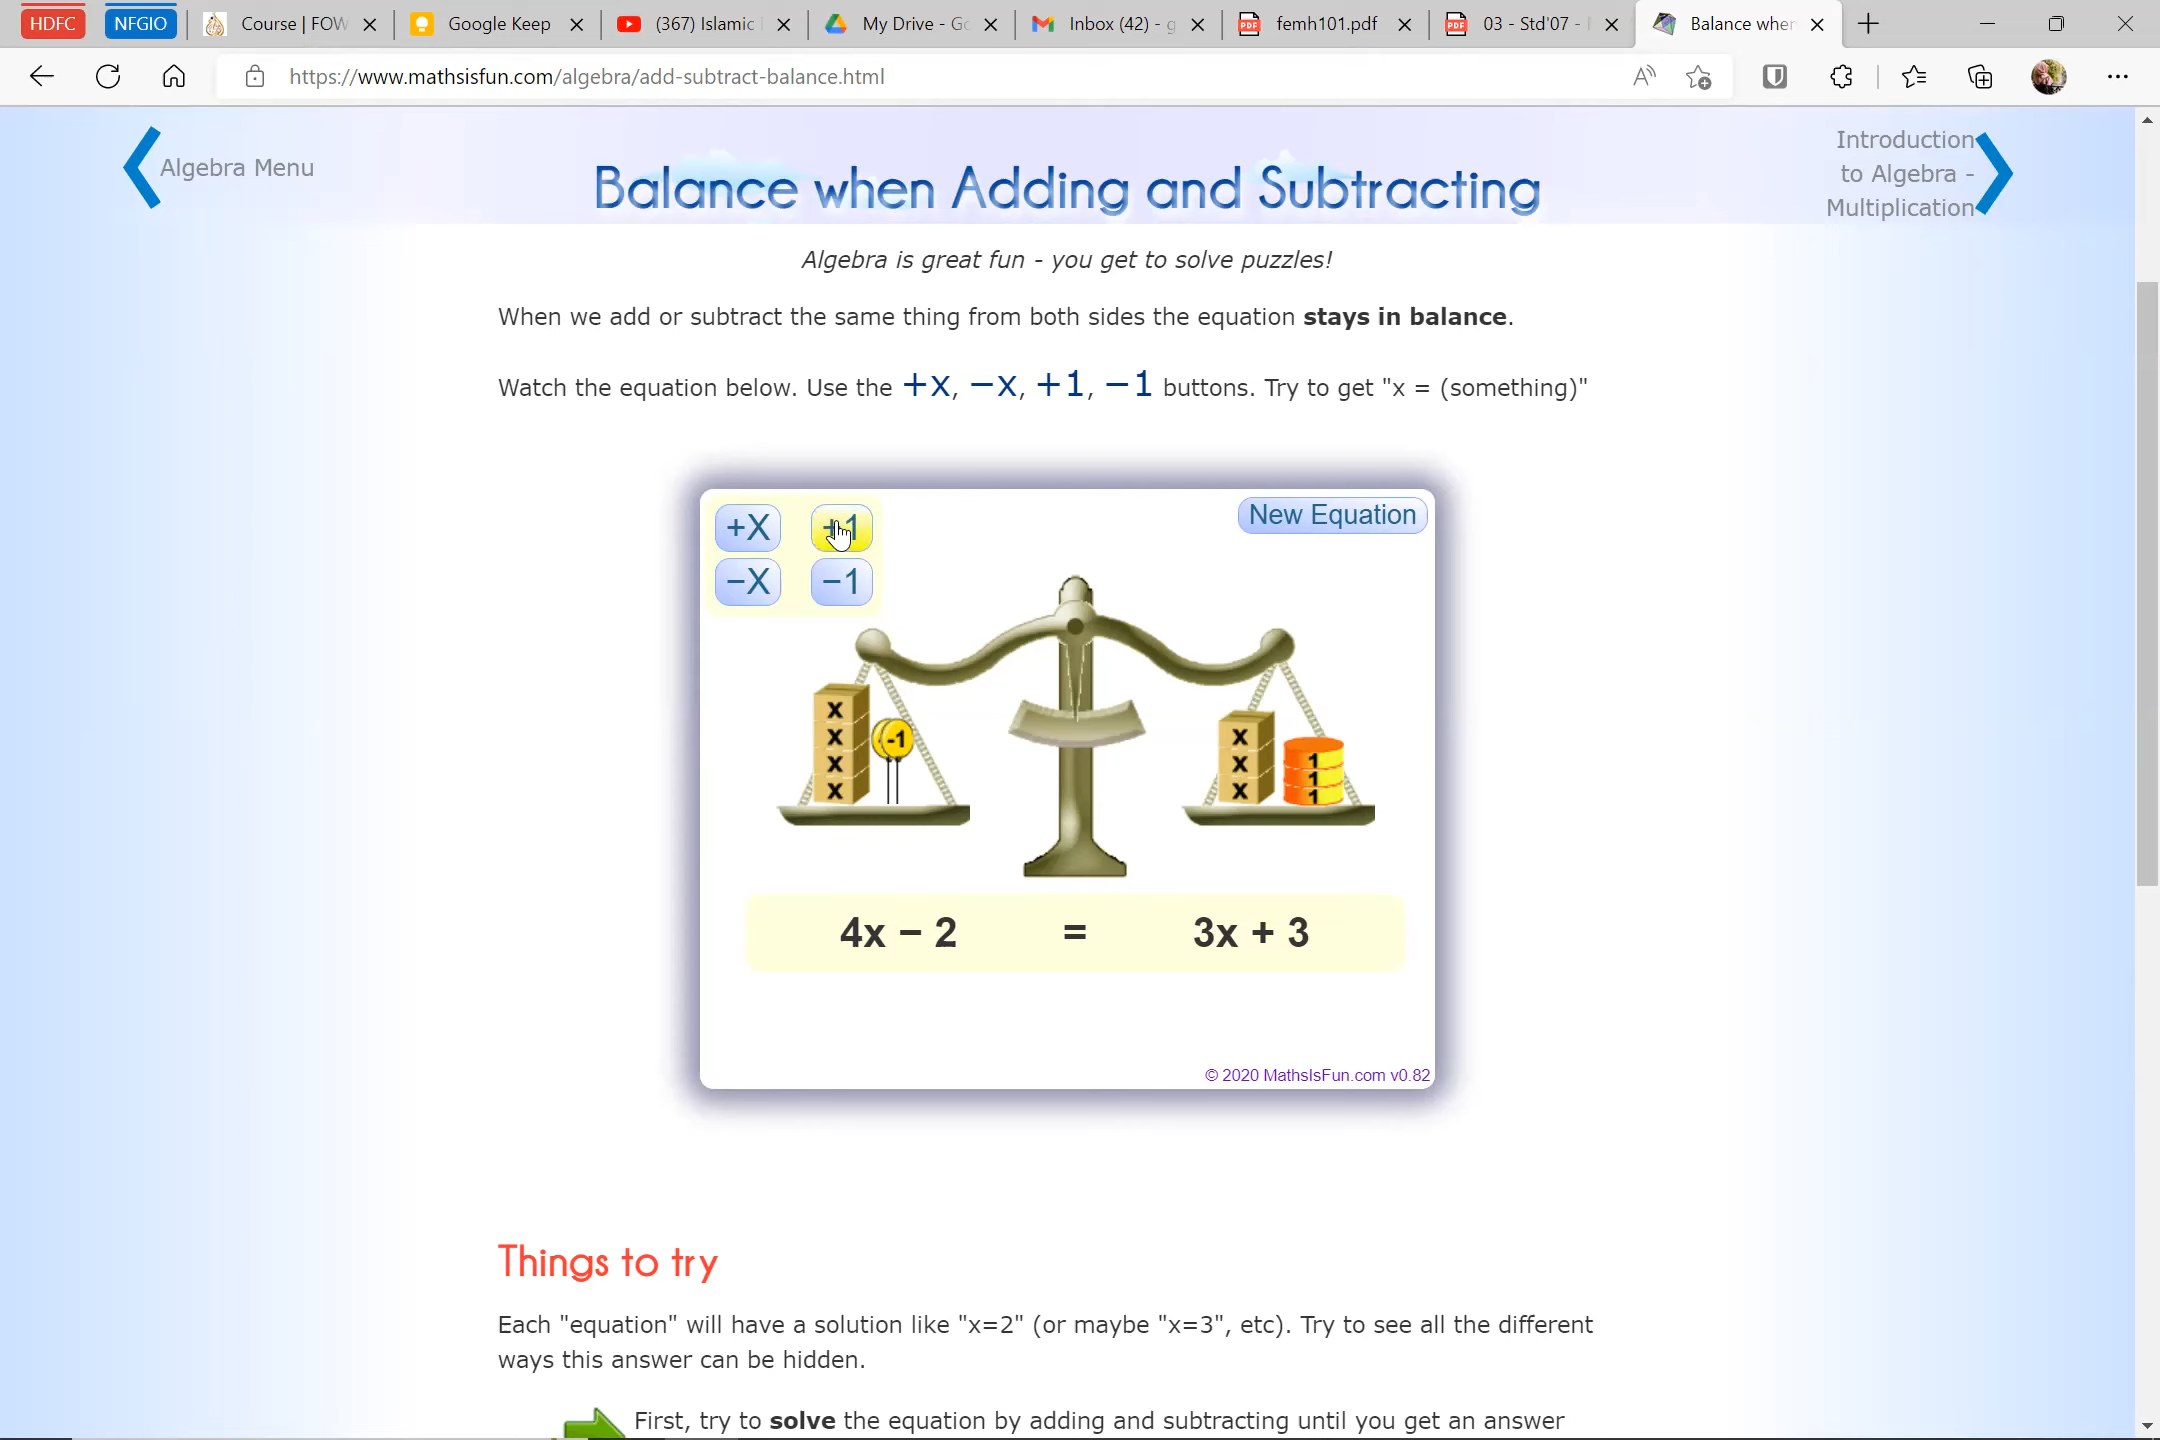 HDFC NFGIO Course | FOW Google Keep (367) Islamic My Drive - Go Inbox (42) - g femh101.pdf 03 - Std'07 - Balance when
https://www.mathsisfun.com/algebra/add-subtract-balance.html
Algebra Menu
Balance when Adding and Subtracting
Introduction
to Algebra -
Multiplication
Algebra is great fun - you get to solve puzzles!
When we add or subtract the same thing from both sides the equation stays in balance.
Watch the equation below. Use the +x, −x, +1, −1 buttons. Try to get "x = (something)"
+X +1 New Equation
−X −1
X
X
X
X
-1
X
X
X
1
1
1
4x − 2 = 3x + 3
© 2020 MathsIsFun.com v0.82
Things to try
Each "equation" will have a solution like "x=2" (or maybe "x=3", etc). Try to see all the different
ways this answer can be hidden.
First, try to solve the equation by adding and subtracting until you get an answer